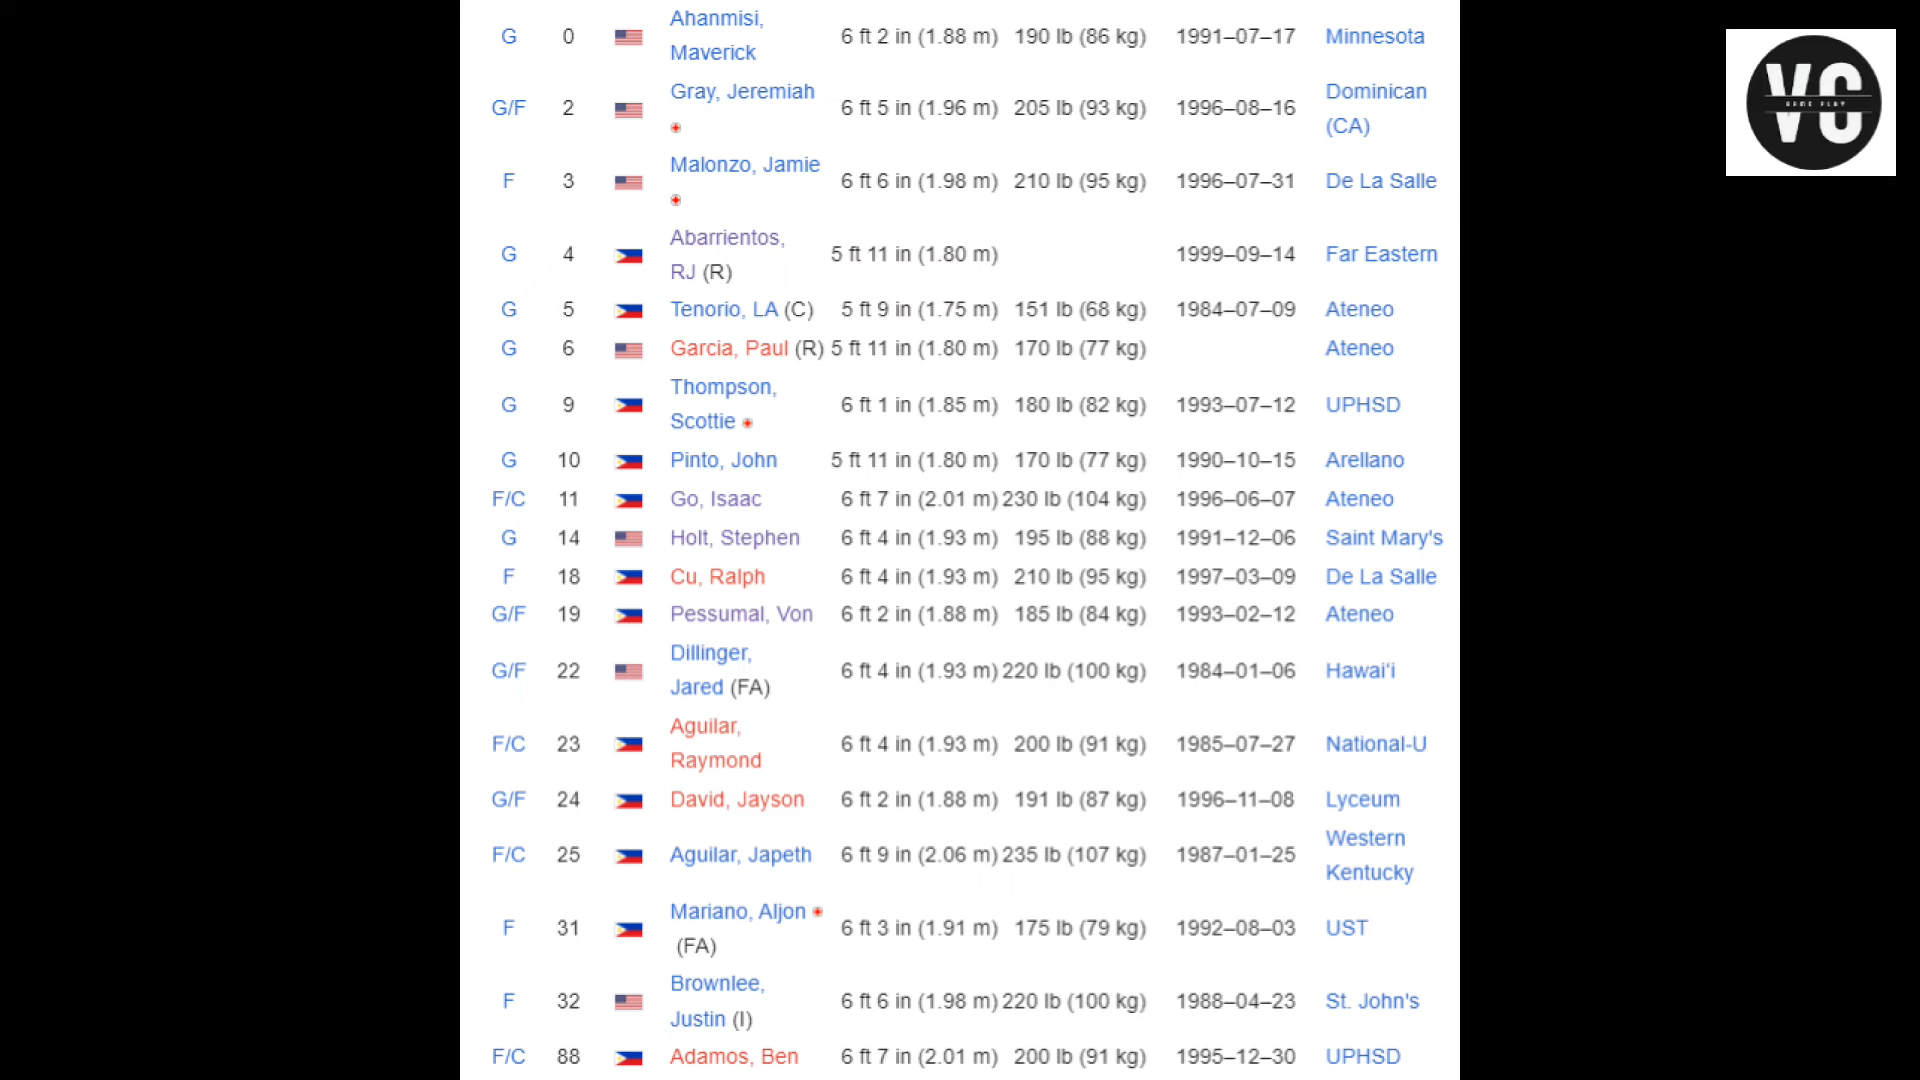 G 0 Ahanmisi, Maverick 6 ft 2 in (1.88 m) 190 lb (86 kg) 1991–07–17 Minnesota
G/F 2 Gray, Jeremiah 6 ft 5 in (1.96 m) 205 lb (93 kg) 1996–08–16 Dominican (CA)
F 3 Malonzo, Jamie 6 ft 6 in (1.98 m) 210 lb (95 kg) 1996–07–31 De La Salle
G 4 Abarrientos, RJ (R) 5 ft 11 in (1.80 m) 1999–09–14 Far Eastern
G 5 Tenorio, LA (C) 5 ft 9 in (1.75 m) 151 lb (68 kg) 1984–07–09 Ateneo
G 6 Garcia, Paul (R) 5 ft 11 in (1.80 m) 170 lb (77 kg) Ateneo
G 9 Thompson, Scottie 6 ft 1 in (1.85 m) 180 lb (82 kg) 1993–07–12 UPHSD
G 10 Pinto, John 5 ft 11 in (1.80 m) 170 lb (77 kg) 1990–10–15 Arellano
F/C 11 Go, Isaac 6 ft 7 in (2.01 m) 230 lb (104 kg) 1996–06–07 Ateneo
G 14 Holt, Stephen 6 ft 4 in (1.93 m) 195 lb (88 kg) 1991–12–06 Saint Mary's
F 18 Cu, Ralph 6 ft 4 in (1.93 m) 210 lb (95 kg) 1997–03–09 De La Salle
G/F 19 Pessumal, Von 6 ft 2 in (1.88 m) 185 lb (84 kg) 1993–02–12 Ateneo
G/F 22 Dillinger, Jared (FA) 6 ft 4 in (1.93 m) 220 lb (100 kg) 1984–01–06 Hawai'i
F/C 23 Aguilar, Raymond 6 ft 4 in (1.93 m) 200 lb (91 kg) 1985–07–27 National-U
G/F 24 David, Jayson 6 ft 2 in (1.88 m) 191 lb (87 kg) 1996–11–08 Lyceum
F/C 25 Aguilar, Japeth 6 ft 9 in (2.06 m) 235 lb (107 kg) 1987–01–25 Western Kentucky
F 31 Mariano, Aljon (FA) 6 ft 3 in (1.91 m) 175 lb (79 kg) 1992–08–03 UST
F 32 Brownlee, Justin (I) 6 ft 6 in (1.98 m) 220 lb (100 kg) 1988–04–23 St. John's
F/C 88 Adamos, Ben 6 ft 7 in (2.01 m) 200 lb (91 kg) 1995–12–30 UPHSD
VC
GAME PLAY